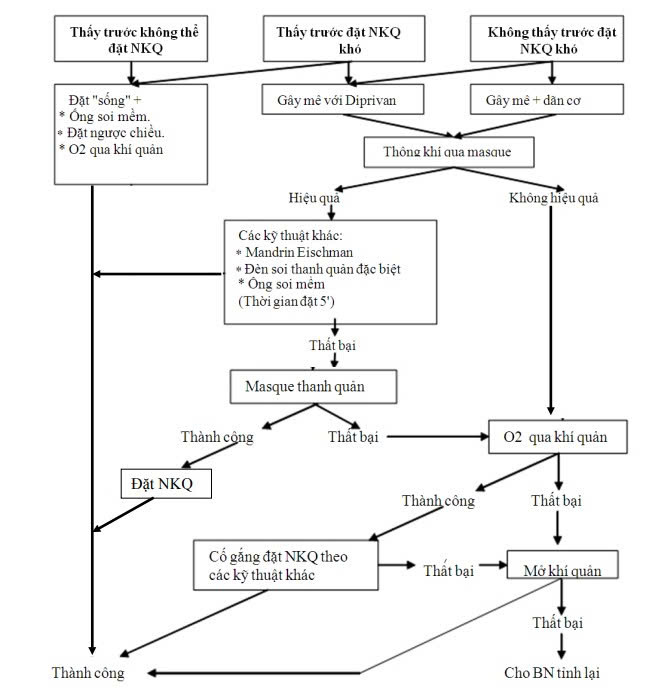 Thấy trước không thể
đặt NKQ
Thấy trước đặt NKQ
khó
Không thấy trước đặt
NKQ khó
Đặt "sống" +
* Ống soi mềm.
* Đặt ngược chiều.
* O2 qua khí quản
Gây mê với Diprivan
Gây mê + dãn cơ
Thông khí qua masque
Hiệu quả
Không hiệu quả
Các kỹ thuật khác:
* Mandrin Eischman
* Đèn soi thanh quản đặc biệt
* Ống soi mềm
(Thời gian đặt 5')
Thất bại
Masque thanh quản
Thành công
Thất bại
O2 qua khí quản
Đặt NKQ
Thành công
Thất bại
Cố gắng đặt NKQ theo
các kỹ thuật khác
Thất bại
Mở khí quản
Thất bại
Thành công
Cho BN tỉnh lại